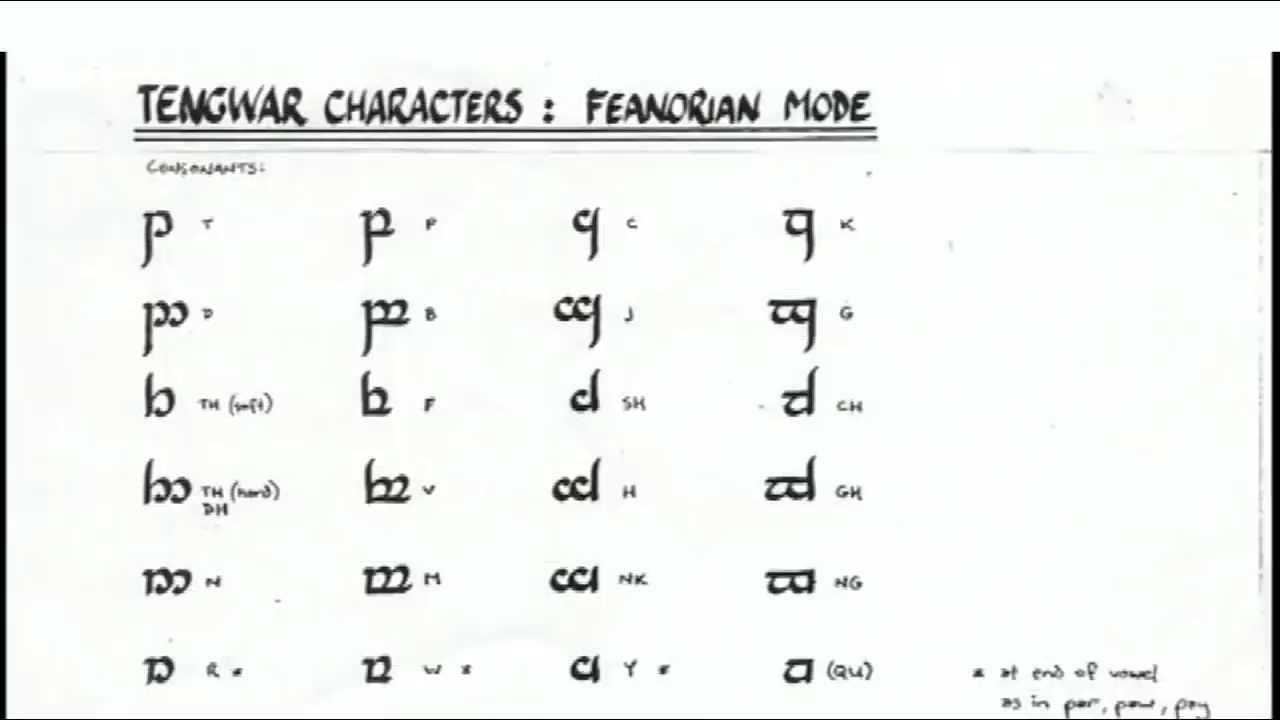 TENGWAR CHARACTERS : FEANORIAN MODE
CONSONANTS:
T P C K
D B J G
TH (soft) F SH CH
TH (hard) V H GH
DH
N M NK NG
R * W * Y * (QU) * at end of vowel
as in par, paw, pay